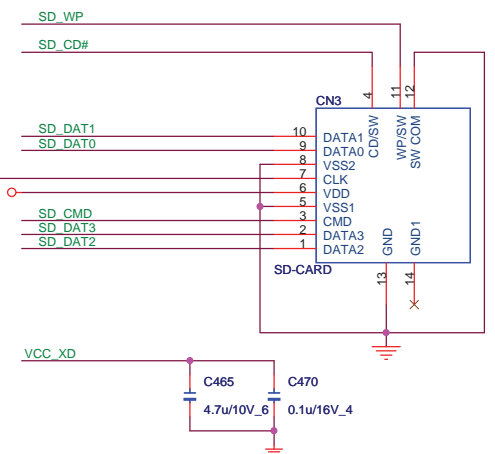 SD_WP
SD_CD#
4
11
12
CN3
CD/SW
WP/SW
SW COM
SD_DAT1 10 DATA1
SD_DAT0 9 DATA0
8 VSS2
7 CLK
6 VDD
5 VSS1
SD_CMD 3 CMD
SD_DAT3 2 DATA3
SD_DAT2 1 DATA2
GND
GND1
SD-CARD
13
14
VCC_XD
C465 C470
4.7u/10V_6 0.1u/16V_4